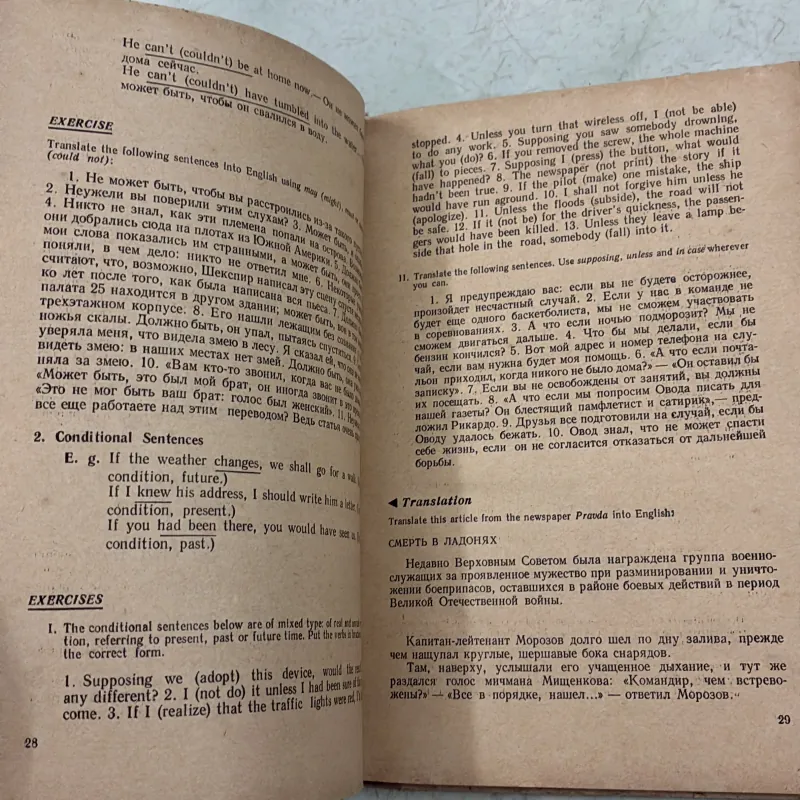 He can't (couldn't) be at home now.— Он не
дома сейчас.
He can't (couldn't) have tumbled into the water.
может быть, чтобы он свалился в воду.
EXERCISE
Translate the following sentences into English using may (might), must
(could not):
1. Не может быть, чтобы вы расстроились из-за такого
2. Неужели вы поверили этим слухам? 3. Может быть,
4. Никто не знал, как эти племена попали на острова.
они добрались сюда на плотах из Южной Америки. 5.
мои слова показались им странными, а может быть, они
поняли, в чем дело: никто не ответил мне. 6. Некоторые
считают, что, возможно, Шекспир написал эту сцену
ко лет после того, как была написана вся пьеса. 7.
палата 25 находится в другом здании; может быть, в
трехэтажном корпусе. 8. Его нашли лежащим без
ножья скалы. Должно быть, он упал, пытаясь спуститься.
уверяла меня, что видела змею в лесу. Я сказал ей, что
видеть змею: в наших местах нет змей. Должно быть, она
няла за змею. 10. «Вам кто-то звонил, когда вас не было
«Может быть, это был мой брат, он иногда звонит в это
«Это не мог быть ваш брат: голос был женский». 11.
все еще работаете над этим переводом? Ведь статья очень
2. Conditional Sentences
E. g. If the weather changes, we shall go for a walk.
condition, future.)
If I knew his address, I should write him a letter.
condition, present.)
If you had been there, you would have seen
condition, past.)
EXERCISES
I. The conditional sentences below are of mixed type: of real and
tion, referring to present, past or future time. Put the verbs in
the correct form.
1. Supposing we (adopt) this device, would the
any different? 2. I (not do) it unless I had been sure
come. 3. If I (realize) that the traffic lights were red,
28
stopped. 4. Unless you turn that wireless off, I (not be able)
to do any work. 5. Supposing you saw somebody drowning,
what you (do)? 6. If you removed the screw, the whole machine
(fall) to pieces. 7. Supposing I (press) the button, what would
have happened? 8. The newspaper (not print) the story if it
hadn't been true. 9. If the pilot (make) one mistake, the ship
would have run aground. 10. I shall not forgive him unless he
(apologize). 11. Unless the floods (subside), the road will not
be safe. 12. If it (not be) for the driver's quickness, the passen-
gers would have been killed. 13. Unless they leave a lamp be-
side that hole in the road, somebody (fall) into it.
11. Translate the following sentences. Use supposing, unless and in case wherever
you can.
1. Я предупреждаю вас: если вы не будете осторожнее,
произойдет несчастный случай. 2. Если у нас в команде не
будет еще одного баскетболиста, мы не сможем участвовать
в соревнованиях. 3. А что если ночью подморозит? Мы не
сможем двигаться дальше. 4. Что бы мы делали, если бы
бензин кончился? 5. Вот мой адрес и номер телефона на слу-
чай, если вам нужна будет моя помощь. 6. «А что если почта-
льон приходил, когда никого не было дома?» — «Он оставил бы
записку». 7. Если вы не освобождены от занятий, вы должны
их посещать. 8. «А что если мы попросим Овода писать для
нашей газеты? Он блестящий памфлетист и сатирик»,— пред-
ложил Рикардо. 9. Друзья все подготовили на случай, если бы
Оводу удалось бежать. 10. Овод знал, что не может спасти
себе жизнь, если он не согласится отказаться от дальнейшей
борьбы.
◀ Translation
Translate this article from the newspaper Pravda into English:
СМЕРТЬ В ЛАДОНЯХ
Недавно Верховным Советом была награждена группа военно-
служащих за проявленное мужество при разминировании и уничто-
жении боеприпасов, оставшихся в районе боевых действий в период
Великой Отечественной войны.
Капитан-лейтенант Морозов долго шел по дну залива, прежде
чем нащупал круглые, шершавые бока снарядов.
Там, наверху, услышали его учащенное дыхание, и тут же
раздался голос мичмана Мищенкова: «Командир, чем встрево-
жены?» — «Все в порядке, нашел...» — ответил Морозов.
29